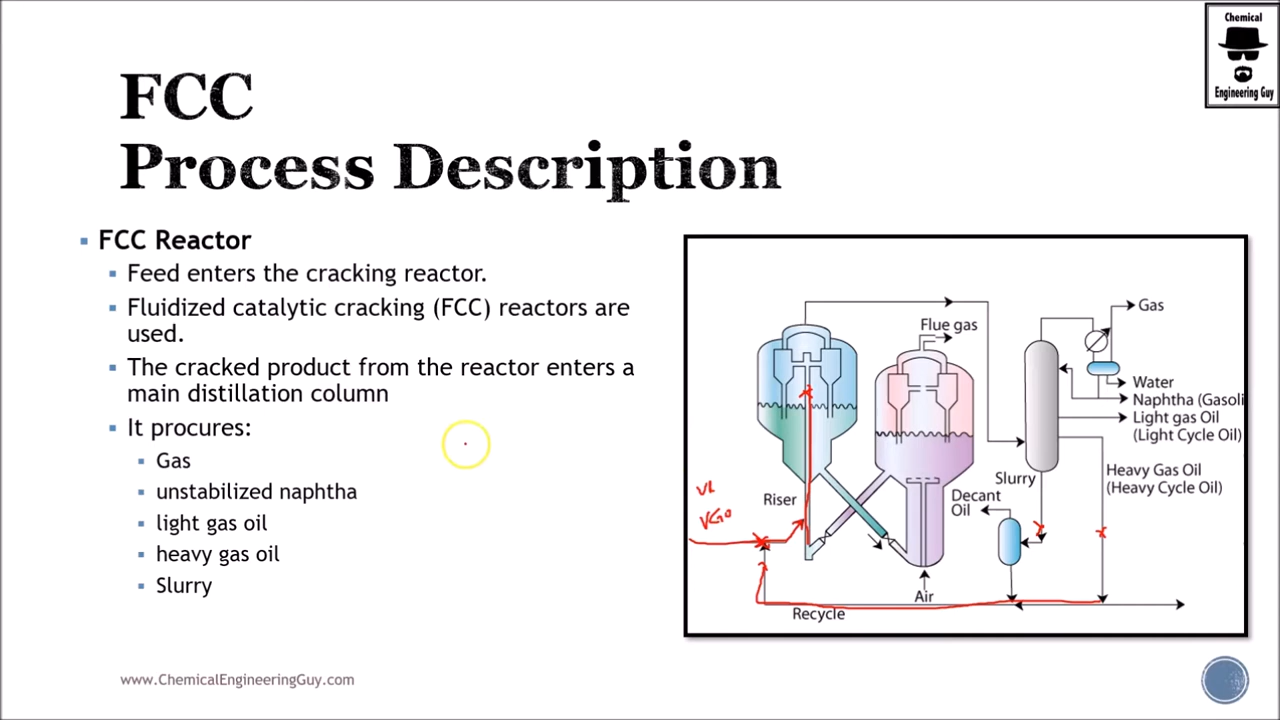 Chemical
Engineering Guy
FCC
Process Description
FCC Reactor
Feed enters the cracking reactor.
Fluidized catalytic cracking (FCC) reactors are
used.
The cracked product from the reactor enters a
main distillation column
It procures:
Gas
unstabilized naphtha
light gas oil
heavy gas oil
Slurry
Flue gas
Gas
Water
Naphtha (Gasoli
Light gas Oil
(Light Cycle Oil)
Heavy Gas Oil
(Heavy Cycle Oil)
Slurry
Decant
Oil
Riser
VGO
Air
Recycle
www.ChemicalEngineeringGuy.com